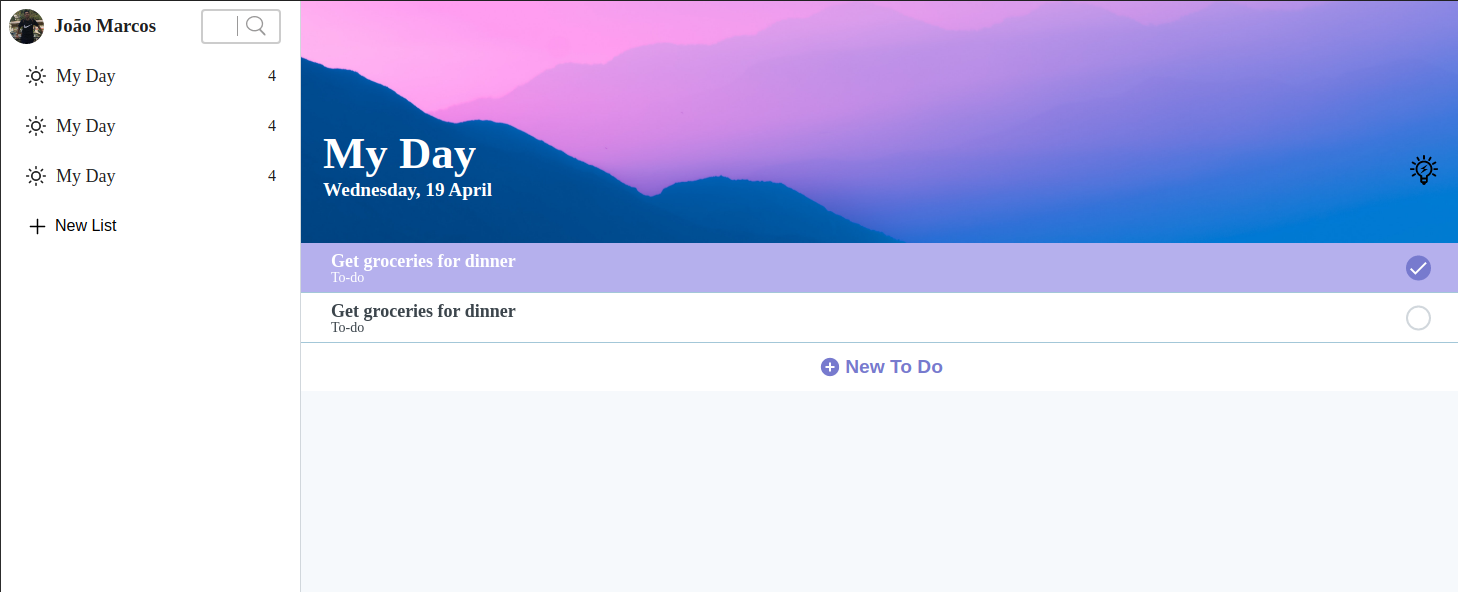 João Marcos
My Day 4
My Day 4
My Day 4
New List
My Day
Wednesday, 19 April
Get groceries for dinner
To-do
Get groceries for dinner
To-do
New To Do